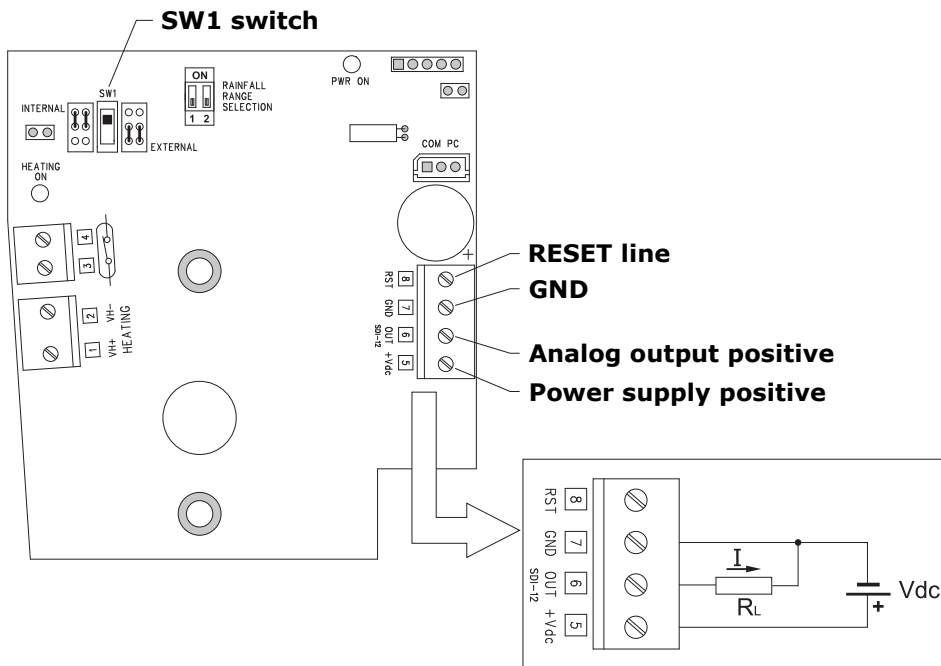 SW1 switch
ON
1 2
RAINFALL
RANGE
SELECTION
PWR ON
SW1
INTERNAL
EXTERNAL
HEATING
ON
COM PC
4
3
2
1
VH-
VH+
HEATING
+
RST
8
GND
7
OUT
6
SDI-12
+Vdc
5
RESET line
GND
Analog output positive
Power supply positive
RST
8
GND
7
OUT
6
SDI-12
+Vdc
5
I
RL
Vdc
+